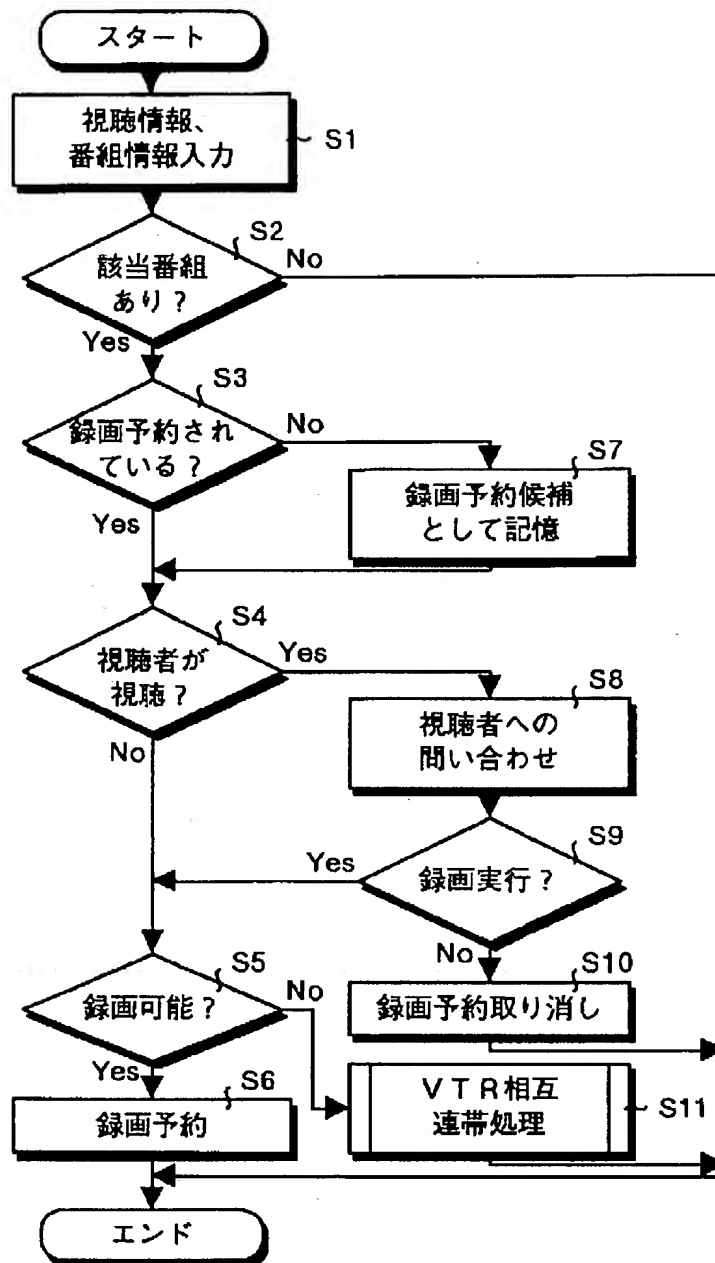 スタート
視聴情報、
番組情報入力
S1
S2
該当番組
あり?
No
Yes
S3
録画予約され
ている?
No
Yes
S7
録画予約候補
として記憶
S4
視聴者が
視聴?
Yes
No
S8
視聴者への
問い合わせ
S9
録画実行?
Yes
No
S5
録画可能?
No
Yes
S10
録画予約取り消し
S6
録画予約
VTR相互
連帯処理
S11
エンド